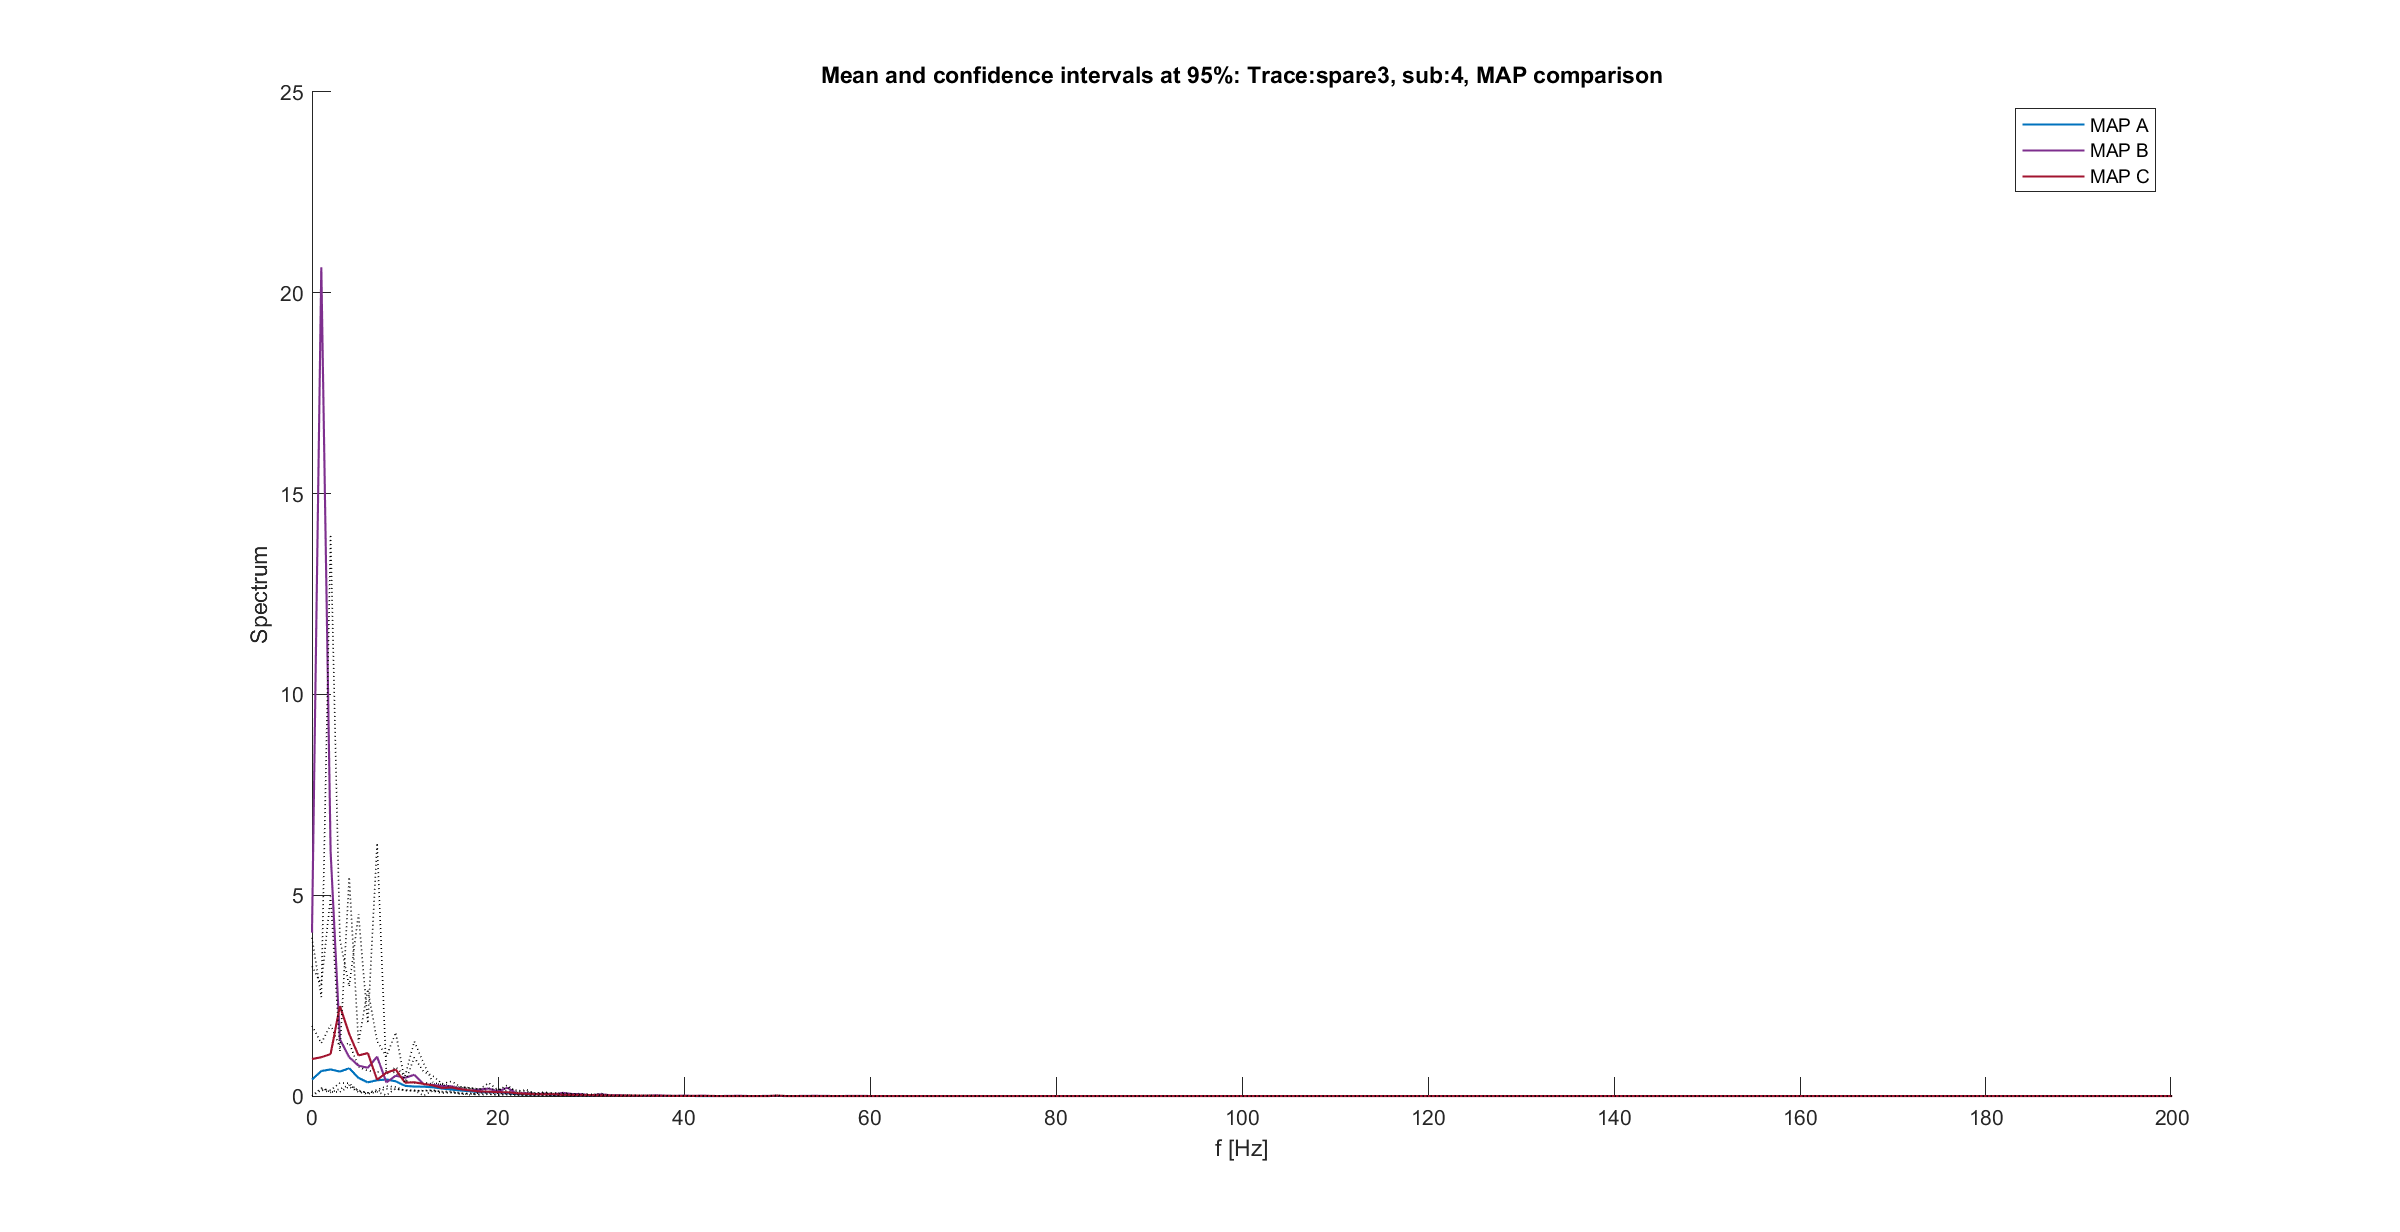 Mean and confidence intervals at 95%: Trace:spare3, sub:4, MAP comparison
25
20
15
10
5
0
Spectrum
MAP A
MAP B
MAP C
0 20 40 60 80 100 120 140 160 180 200
f [Hz]